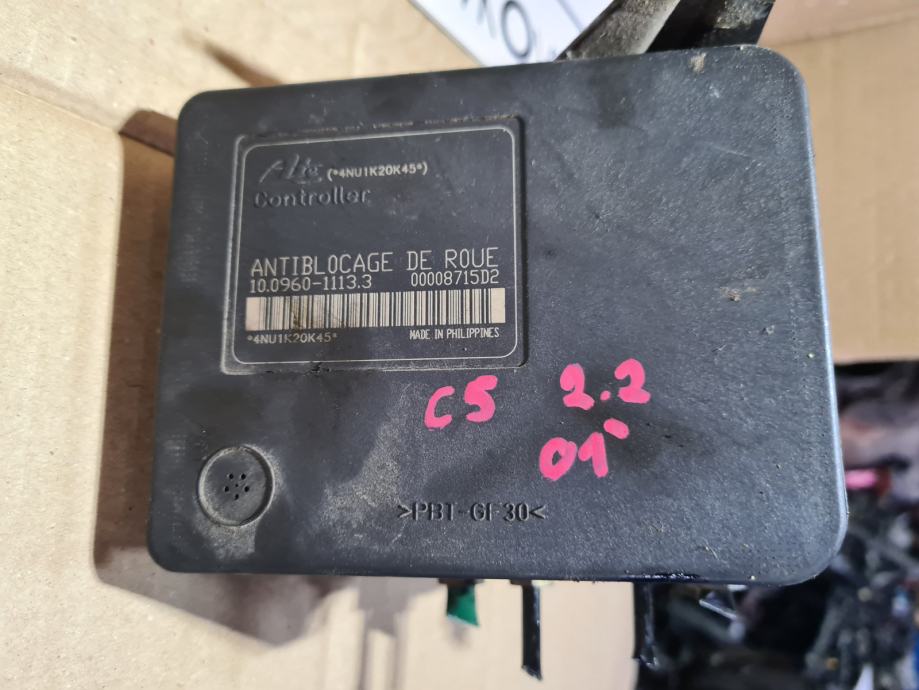 Ate (*4NU1K20K45*)
Controller
ANTIBLOCAGE DE ROUE
10.0960-1113.3 00008715D2
*4NU1K20K45* MADE IN PHILIPPINES
C5 2.2
01'
>PBT-GF30<